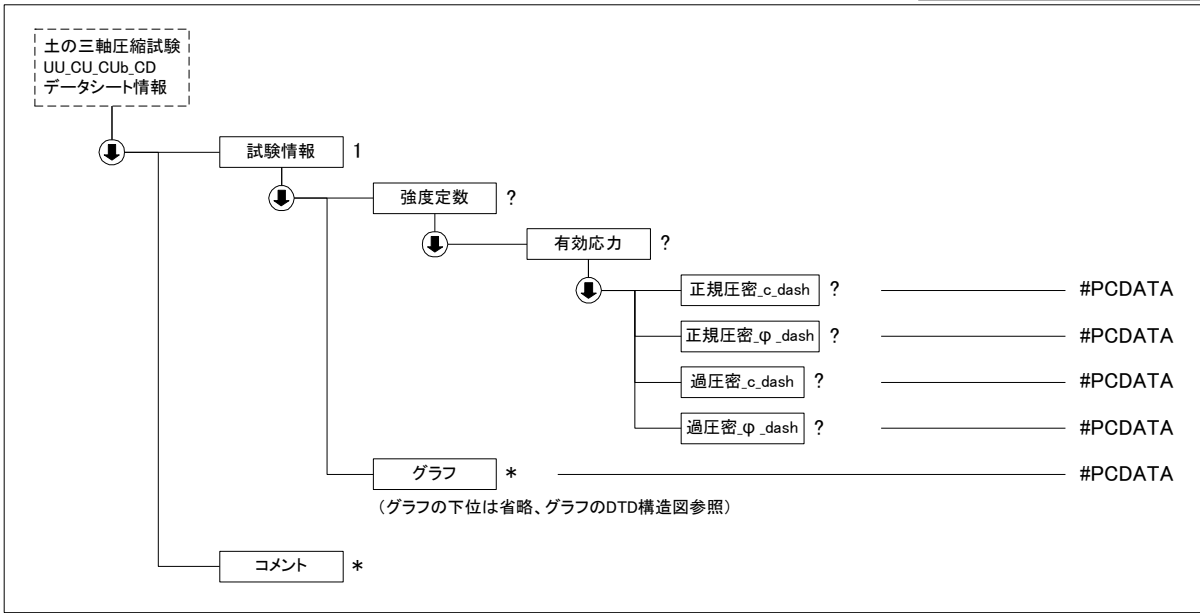 土の三軸圧縮試験
UU_CU_CUb_CD
データシート情報
試験情報 1
強度定数 ?
有効応力 ?
正規圧密_c_dash ? #PCDATA
正規圧密_φ_dash ? #PCDATA
過圧密_c_dash ? #PCDATA
過圧密_φ_dash ? #PCDATA
グラフ * #PCDATA
（グラフの下位は省略、グラフのDTD構造図参照）
コメント *